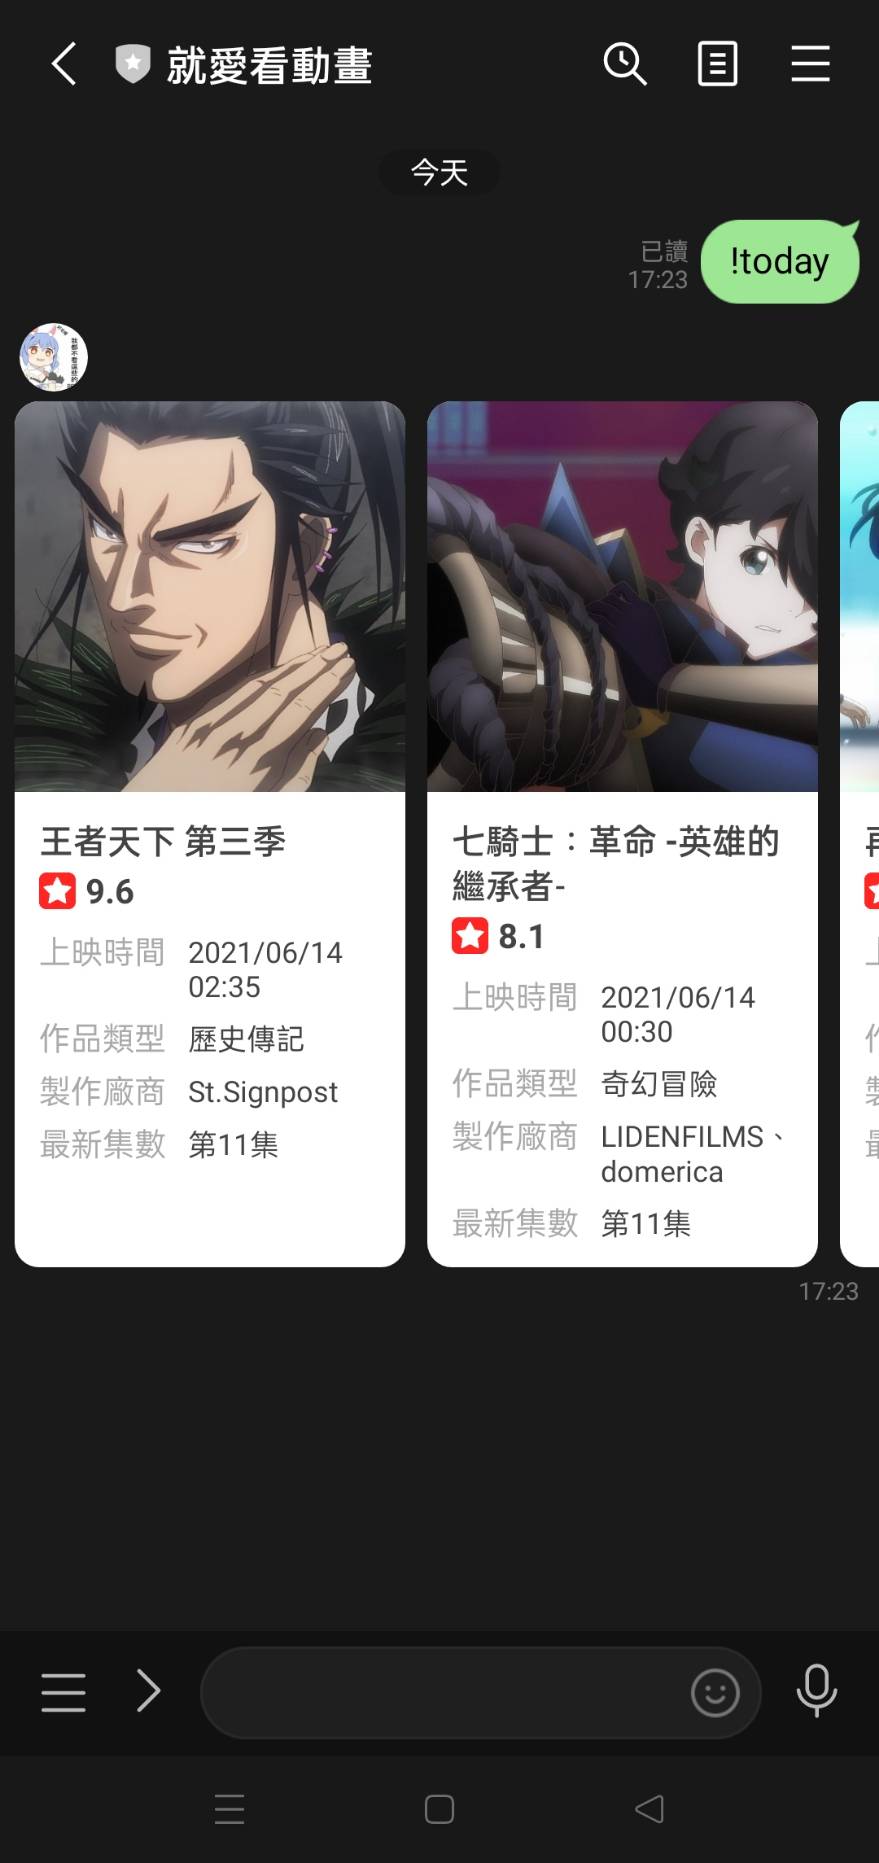 就愛看動畫
今天
已讀
17:23
!today
王者天下 第三季
9.6
上映時間 2021/06/14
02:35
作品類型 歷史傳記
製作廠商 St.Signpost
最新集數 第11集
七騎士：革命 -英雄的
繼承者-
8.1
上映時間 2021/06/14
00:30
作品類型 奇幻冒險
製作廠商 LIDENFILMS、
domerica
最新集數 第11集
17:23